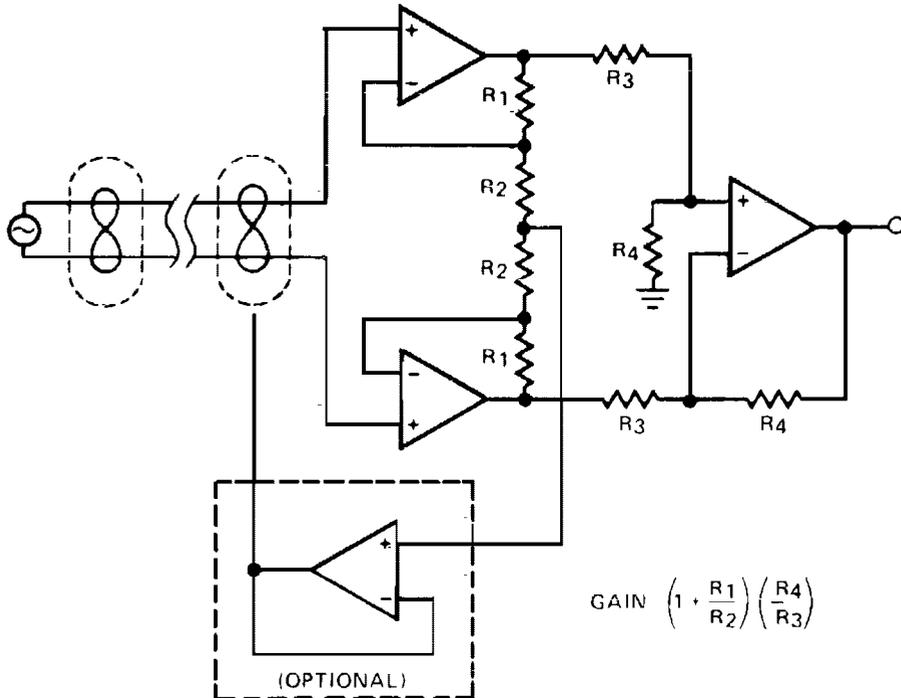 +
−
R1
R3
R2
R4
+
−
R2
R1
−
+
R3
R4
+
−
GAIN (1 + R1/R2) (R4/R3)
(OPTIONAL)